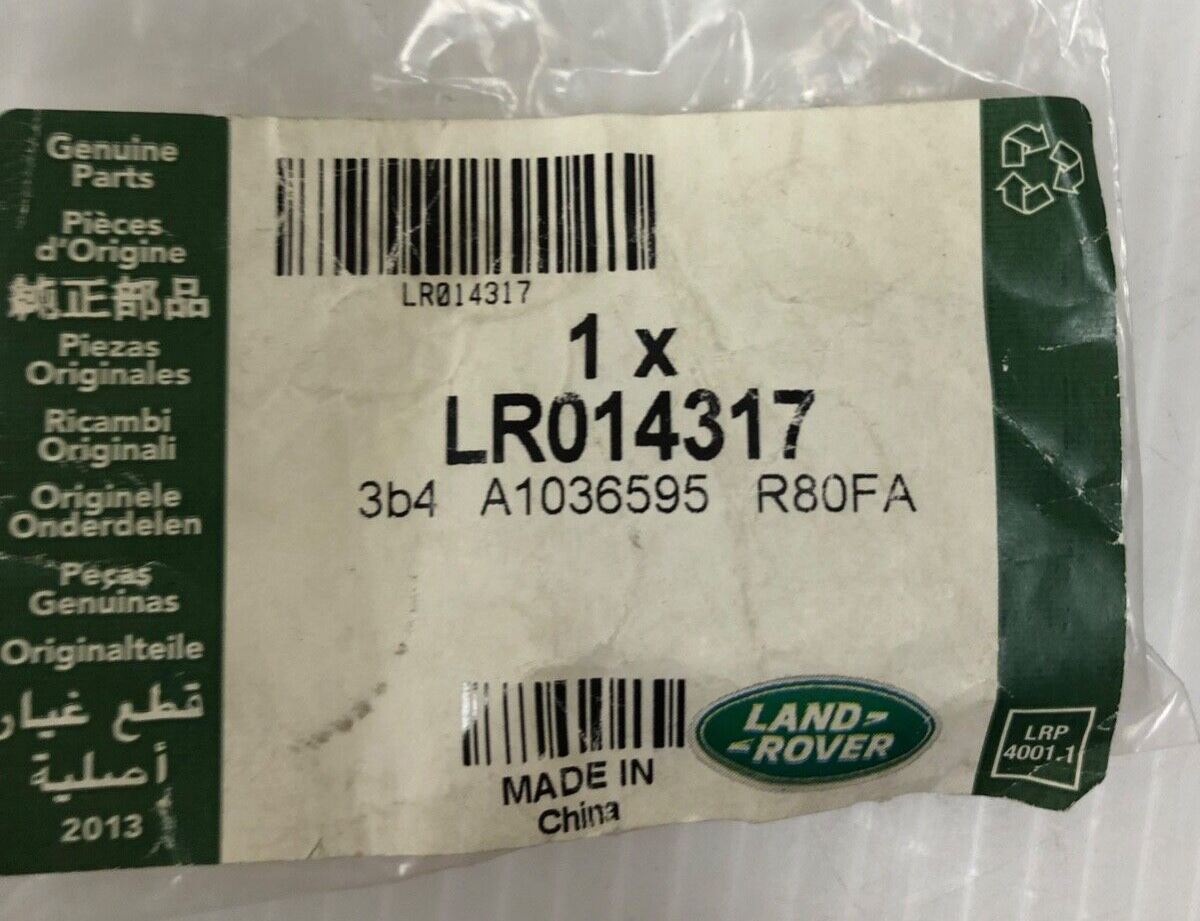 Genuine
Parts
Pièces
d'Origine
純正部品
Piezas
Originales
Ricambi
Originali
Originele
Onderdelen
Peças
Genuinas
Originalteile
قطع غيار
أصلية
2013
LR014317
1 x
LR014317
3b4 A1036595 R80FA
MADE IN
China
LAND-
-ROVER
LRP
4001.1